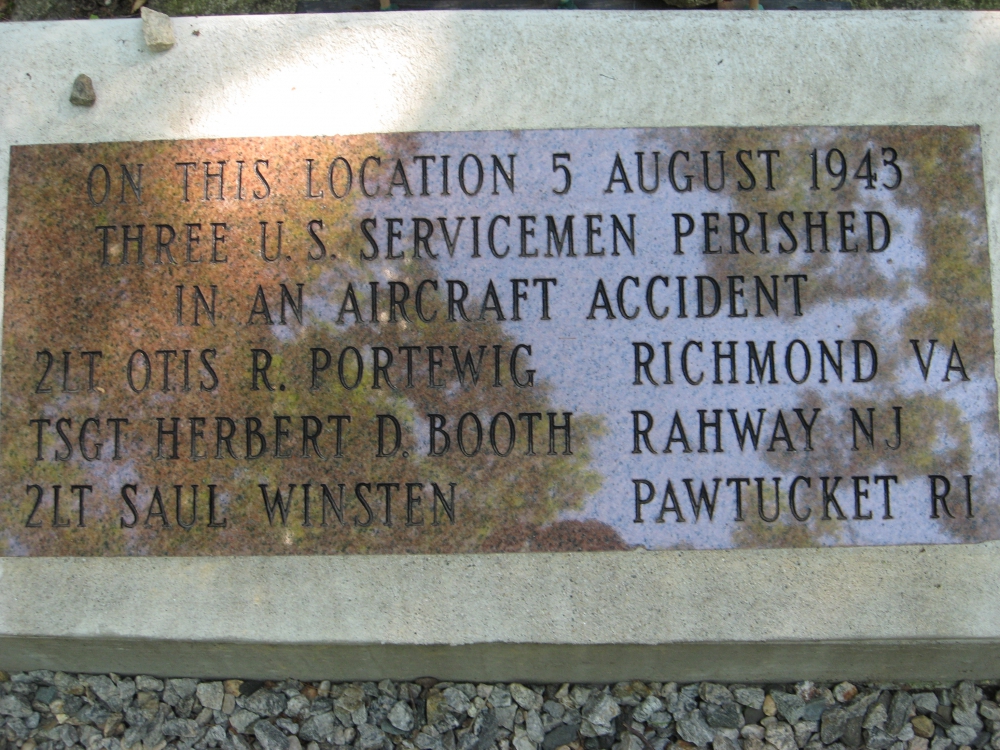 ON THIS LOCATION 5 AUGUST 1943
THREE U.S. SERVICEMEN PERISHED
IN AN AIRCRAFT ACCIDENT
2LT OTIS R. PORTEWIG RICHMOND VA
TSGT HERBERT D. BOOTH RAHWAY NJ
2LT SAUL WINSTEN PAWTUCKET RI